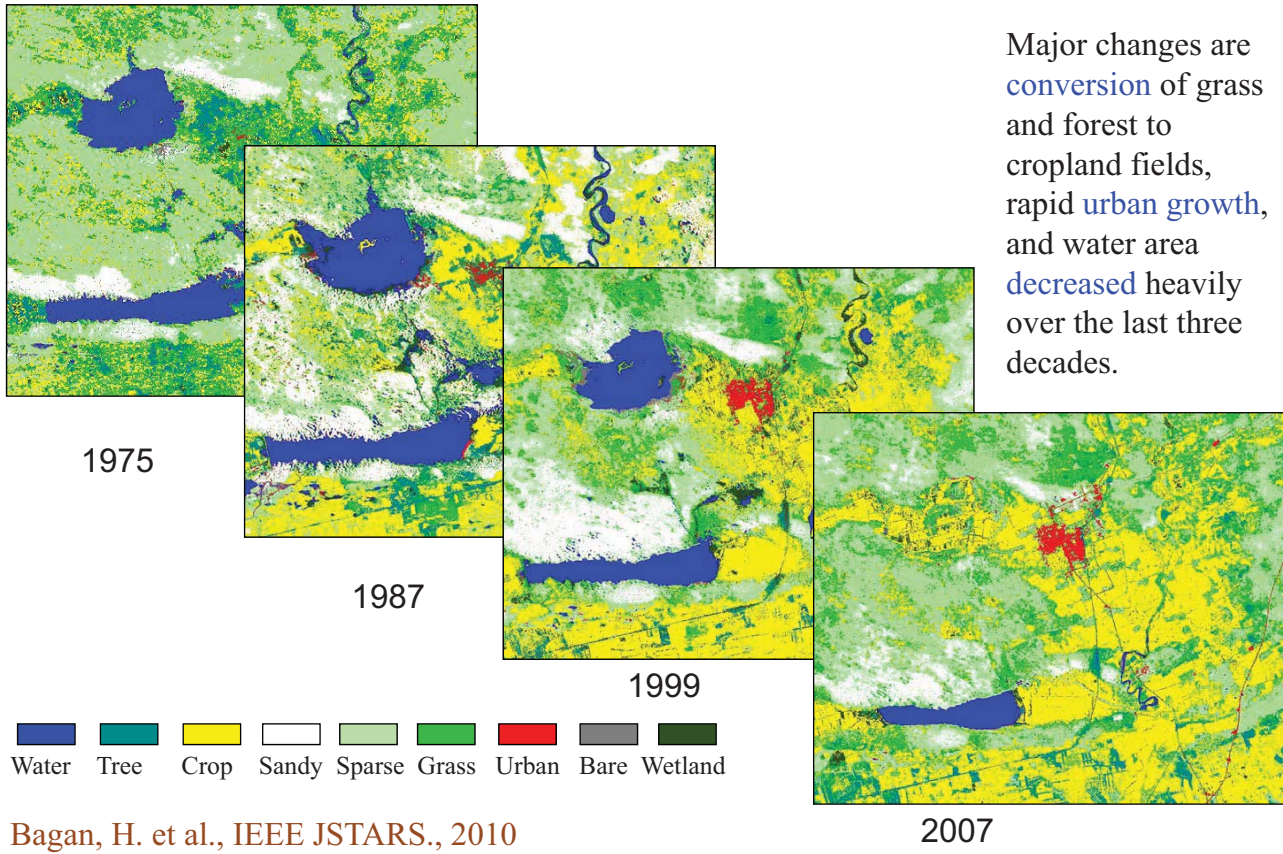 Major changes are
conversion of grass
and forest to
cropland fields,
rapid urban growth,
and water area
decreased heavily
over the last three
decades.
1975
1987
1999
2007
Water Tree Crop Sandy Sparse Grass Urban Bare Wetland
Bagan, H. et al., IEEE JSTARS., 2010